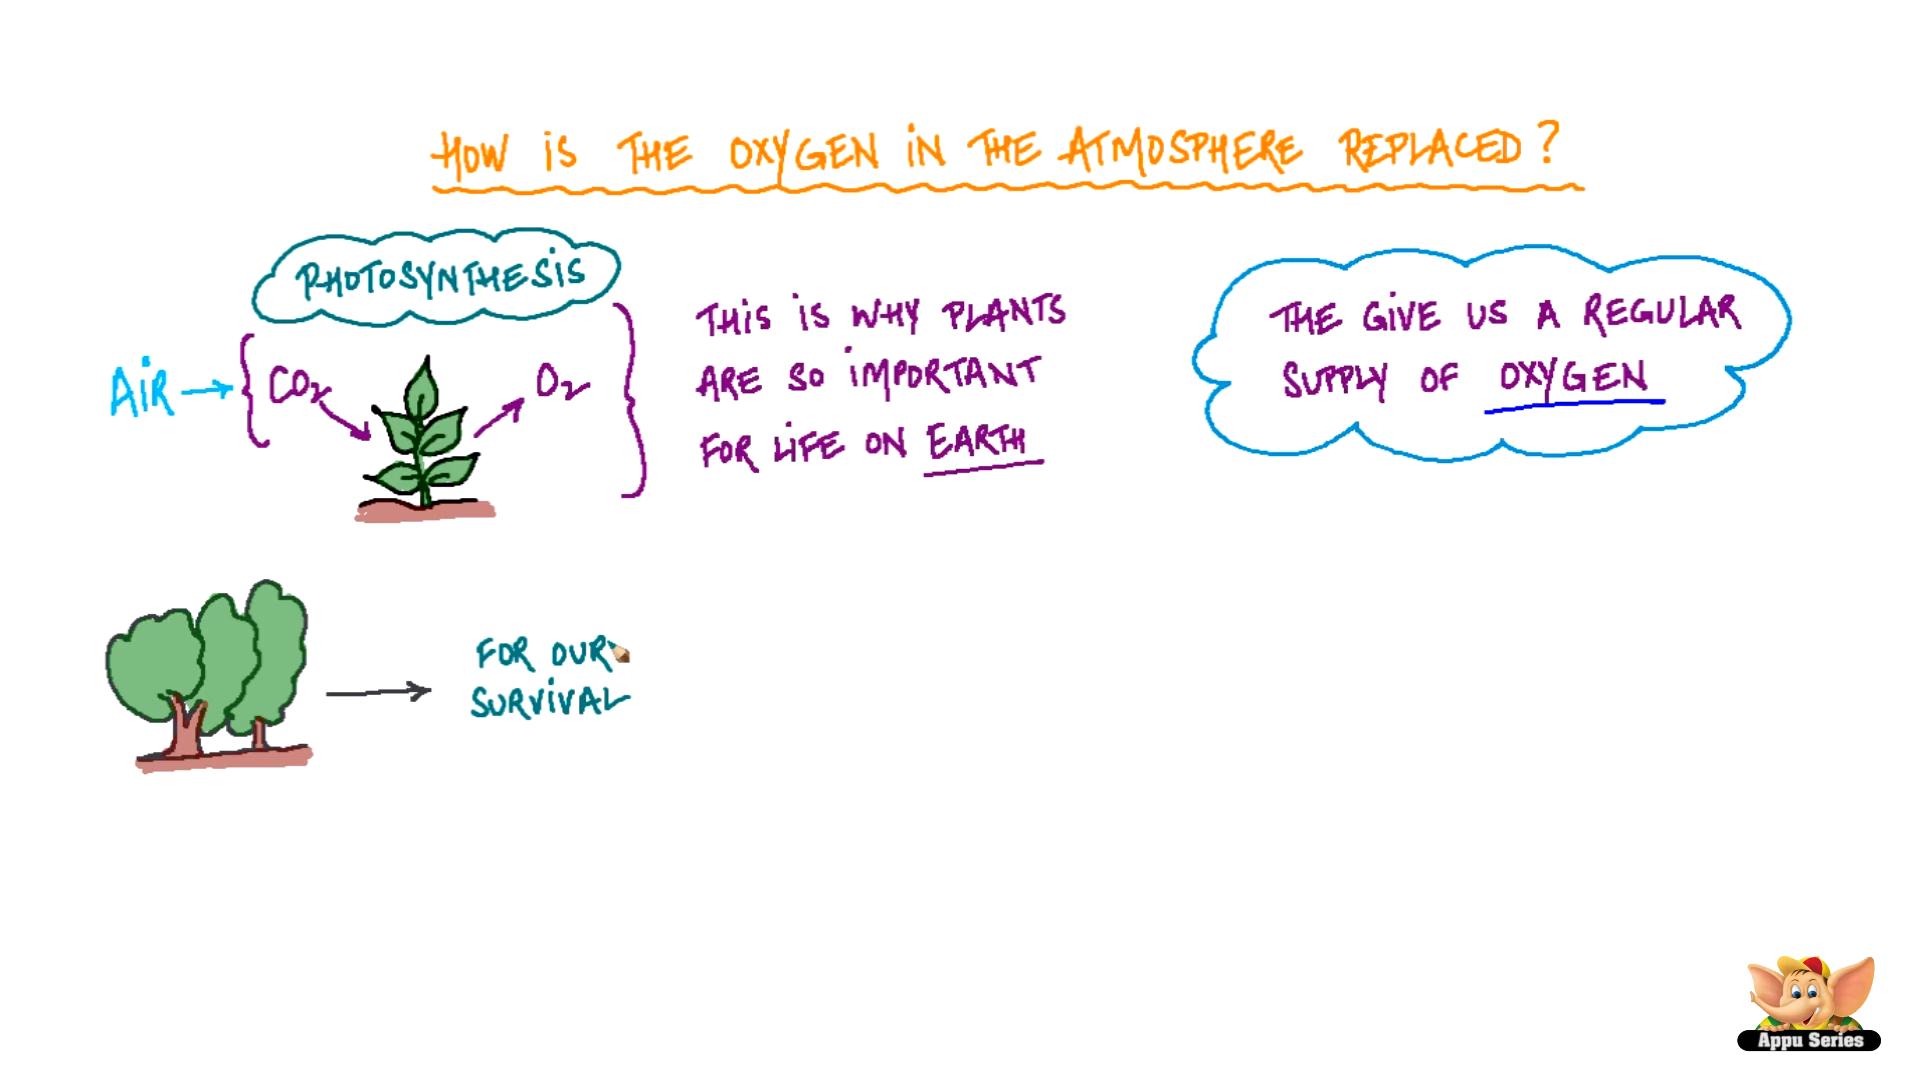 HOW IS THE OXYGEN IN THE ATMOSPHERE REPLACED?
PHOTOSYNTHESIS
AIR
CO2
O2
THIS IS WHY PLANTS
ARE SO IMPORTANT
FOR LIFE ON EARTH
THE GIVE US A REGULAR
SUPPLY OF OXYGEN
FOR OUR
SURVIVAL
Appu Series